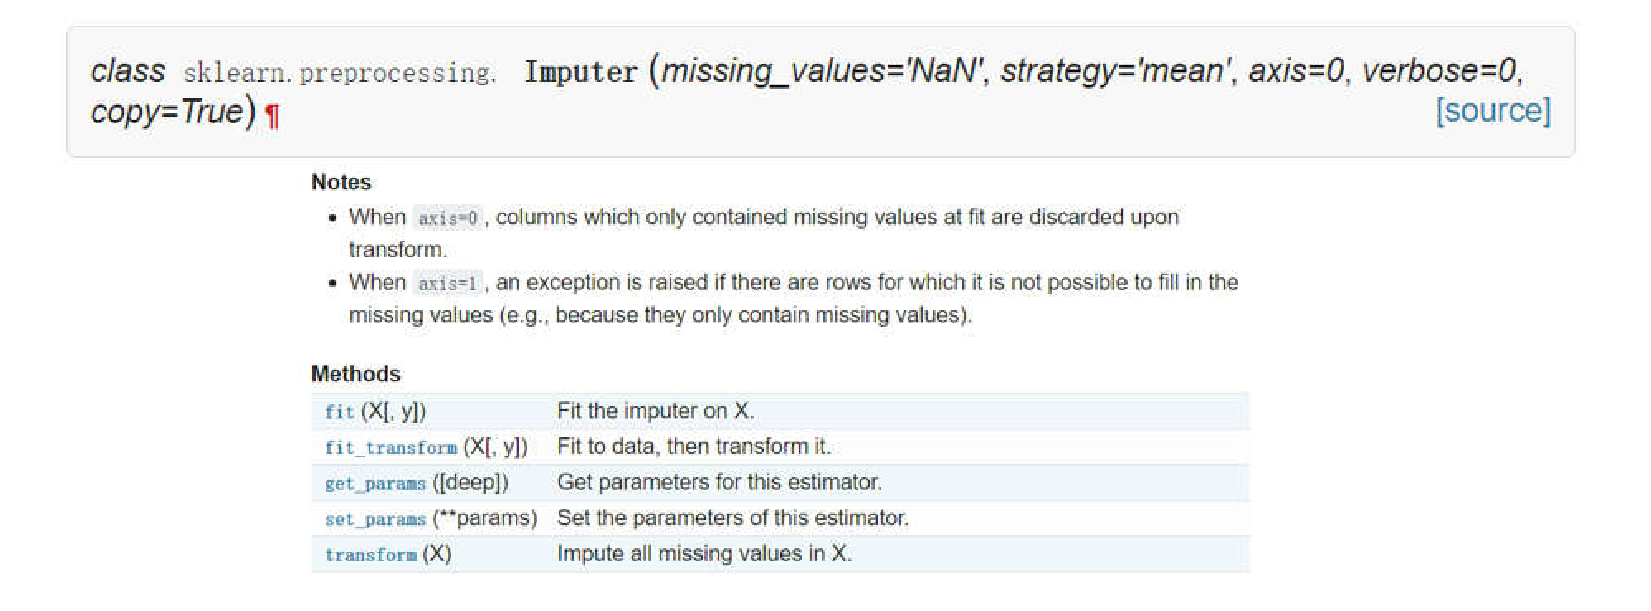 class sklearn.preprocessing. Imputer (missing_values='NaN', strategy='mean', axis=0, verbose=0,
copy=True) ¶ [source]
Notes
• When axis=0, columns which only contained missing values at fit are discarded upon
transform.
• When axis=1, an exception is raised if there are rows for which it is not possible to fill in the
missing values (e.g., because they only contain missing values).
Methods
fit (X[, y]) Fit the imputer on X.
fit_transform (X[, y]) Fit to data, then transform it.
get_params ([deep]) Get parameters for this estimator.
set_params (**params) Set the parameters of this estimator.
transform (X) Impute all missing values in X.